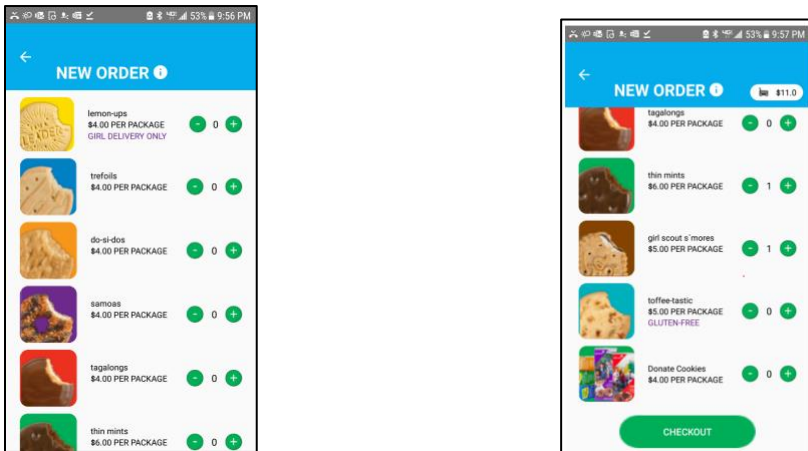 53% 9:56 PM
NEW ORDER
lemon-ups
$4.00 PER PACKAGE
GIRL DELIVERY ONLY
- 0 +
trefoils
$4.00 PER PACKAGE
- 0 +
do-si-dos
$4.00 PER PACKAGE
- 0 +
samoas
$4.00 PER PACKAGE
- 0 +
tagalongs
$4.00 PER PACKAGE
- 0 +
thin mints
$6.00 PER PACKAGE
- 0 +
53% 9:57 PM
NEW ORDER
$11.0
tagalongs
$4.00 PER PACKAGE
- 0 +
thin mints
$6.00 PER PACKAGE
- 1 +
girl scout s´mores
$5.00 PER PACKAGE
- 1 +
toffee-tastic
$5.00 PER PACKAGE
GLUTEN-FREE
- 0 +
Donate Cookies
$4.00 PER PACKAGE
- 0 +
CHECKOUT